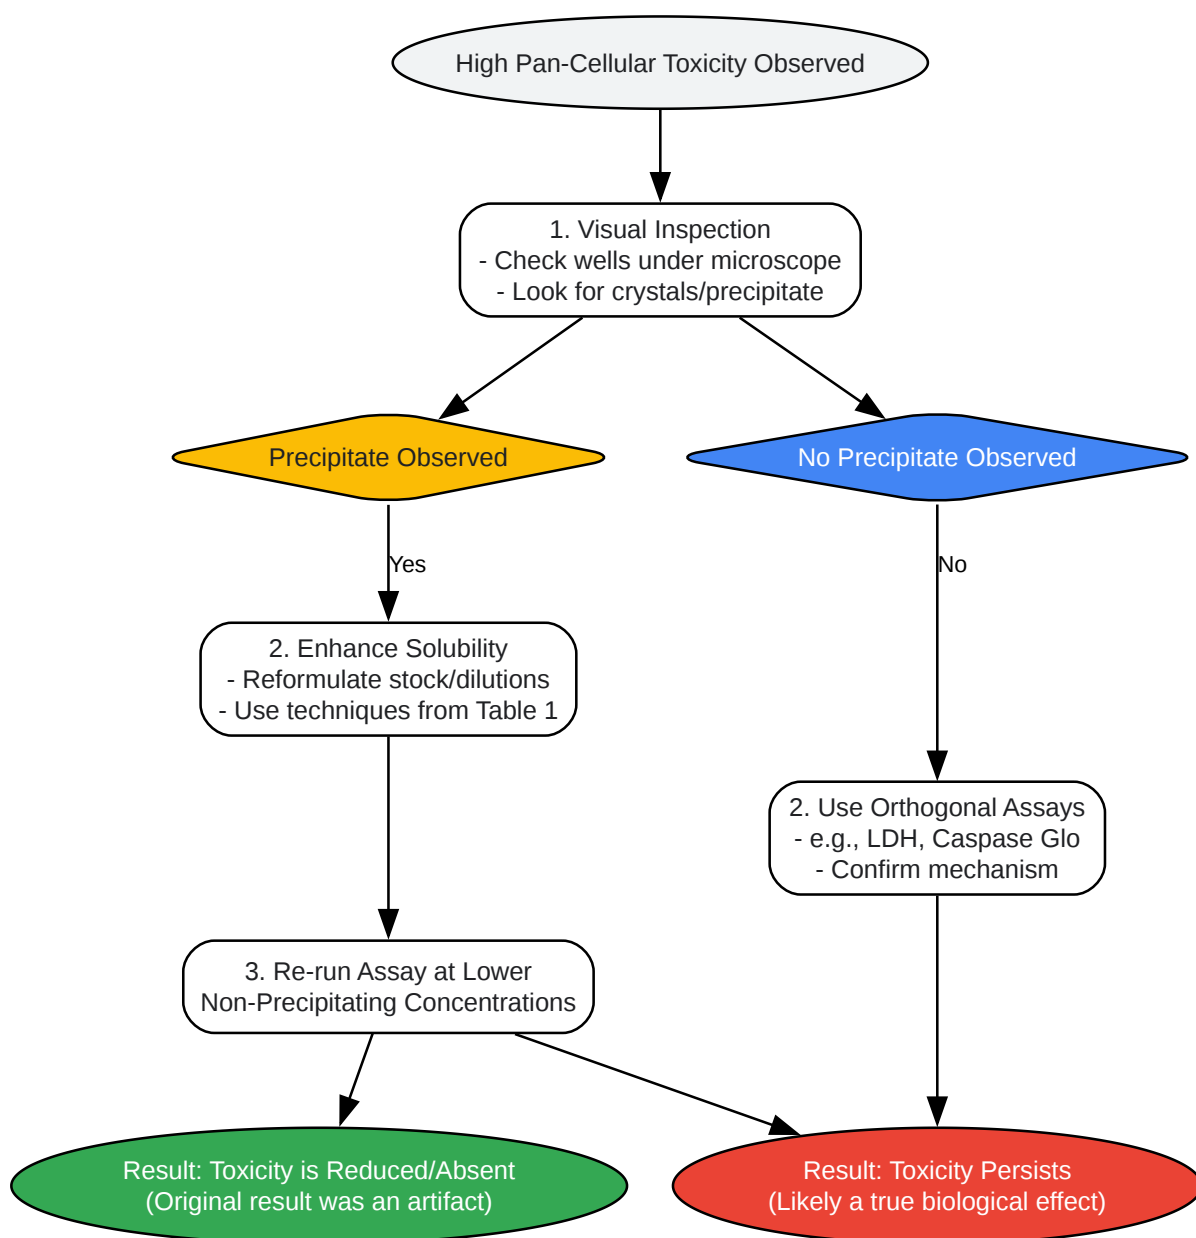 High Pan-Cellular Toxicity Observed
1. Visual Inspection
- Check wells under microscope
- Look for crystals/precipitate
Precipitate Observed
No Precipitate Observed
Yes
No
2. Enhance Solubility
- Reformulate stock/dilutions
- Use techniques from Table 1
2. Use Orthogonal Assays
- e.g., LDH, Caspase Glo
- Confirm mechanism
3. Re-run Assay at Lower
Non-Precipitating Concentrations
Result: Toxicity is Reduced/Absent
(Original result was an artifact)
Result: Toxicity Persists
(Likely a true biological effect)